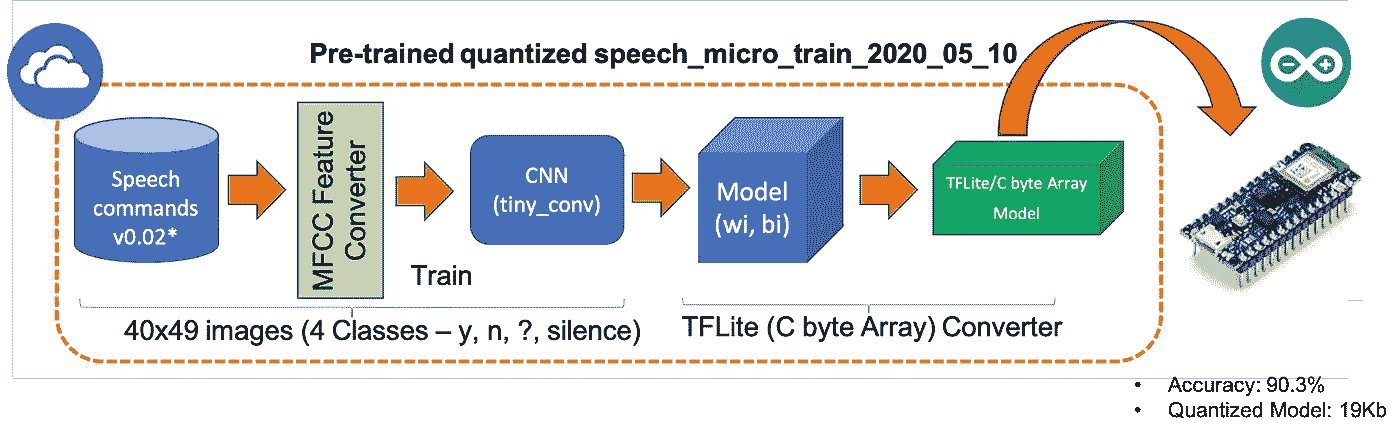 Pre-trained quantized speech_micro_train_2020_05_10
Speech
commands
v0.02*
MFCC Feature
Converter
Train
CNN
(tiny_conv)
Model
(wi, bi)
TFLite/C byte Array
Model
40x49 images (4 Classes – y, n, ?, silence)
TFLite (C byte Array) Converter
• Accuracy: 90.3%
• Quantized Model: 19Kb